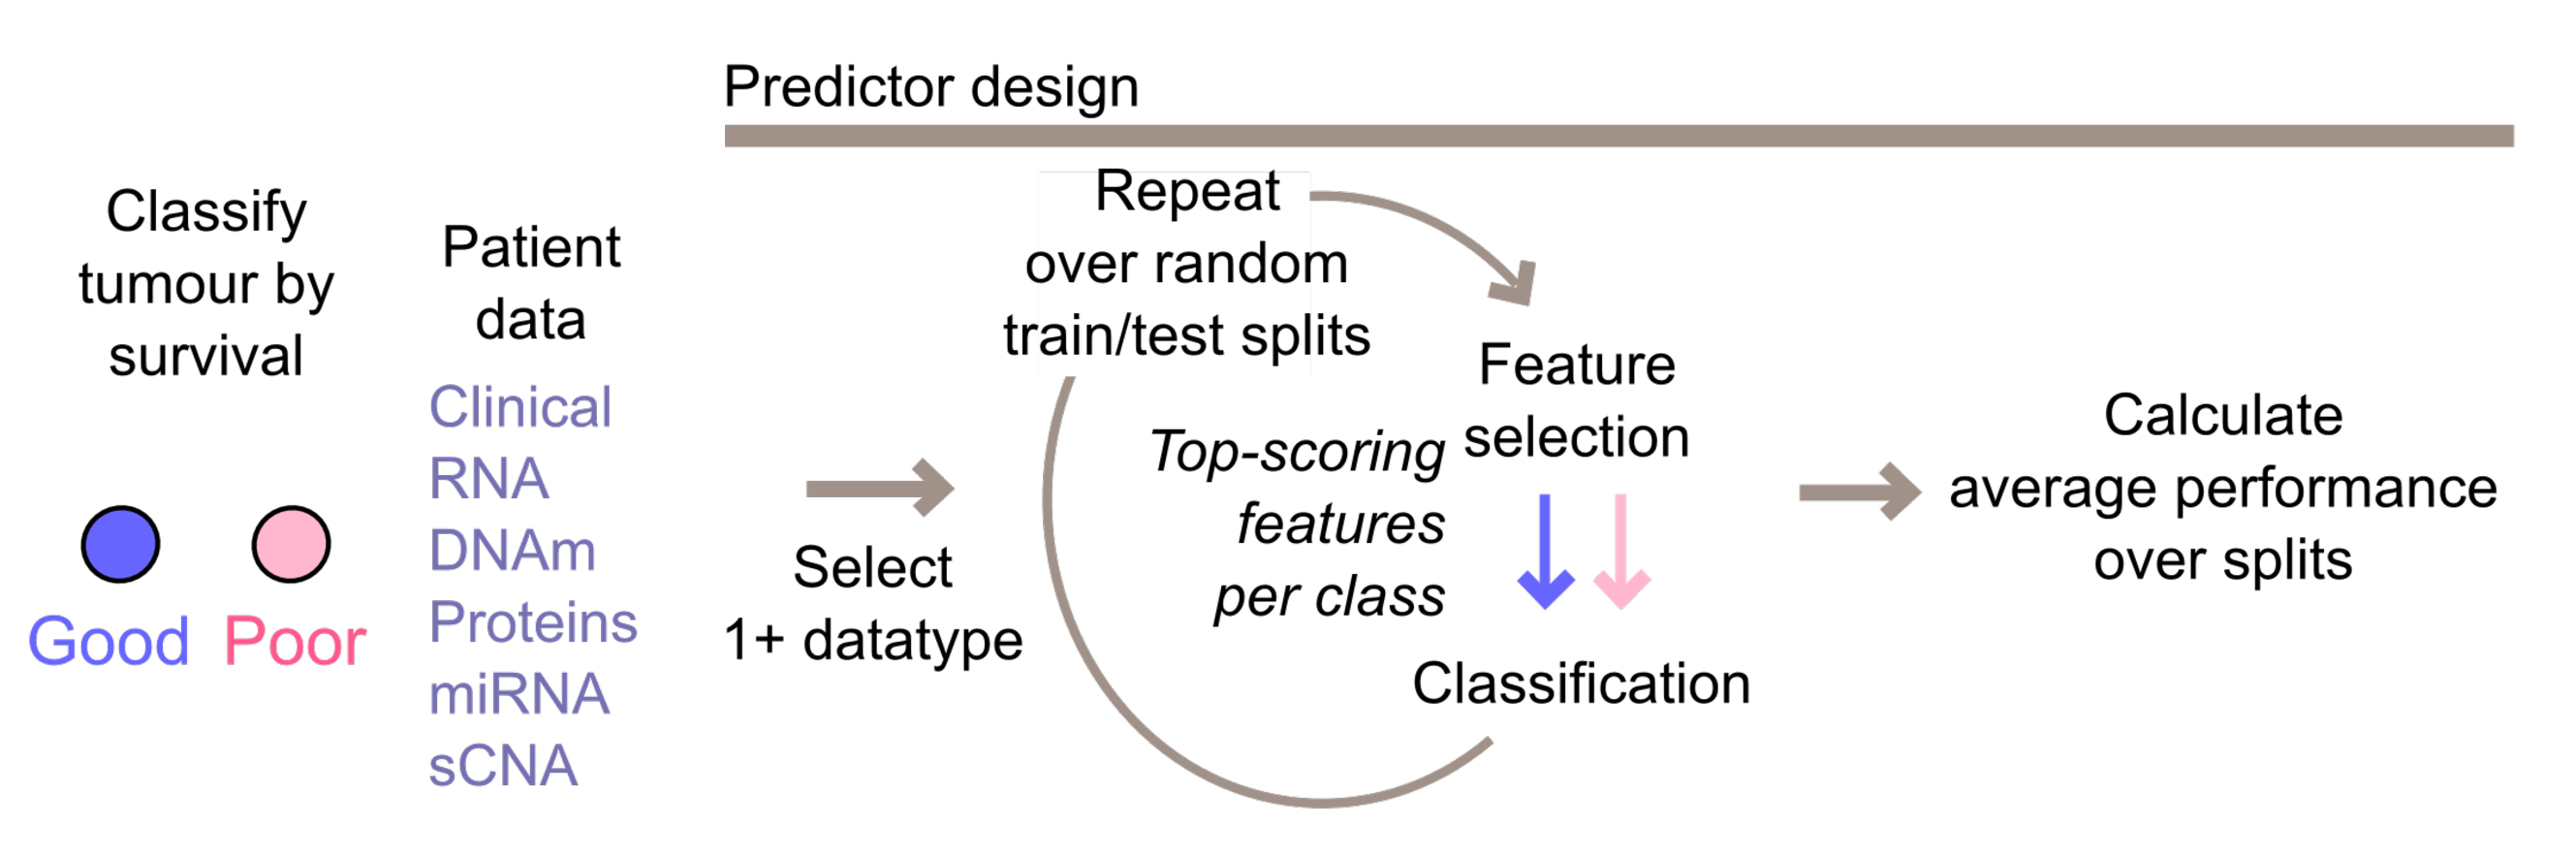 Predictor design
Classify
tumour by
survival
Good Poor
Patient
data
Clinical
RNA
DNAm
Proteins
miRNA
sCNA
Select
1+ datatype
Repeat
over random
train/test splits
Feature
selection
Top-scoring
features
per class
Classification
Calculate
average performance
over splits